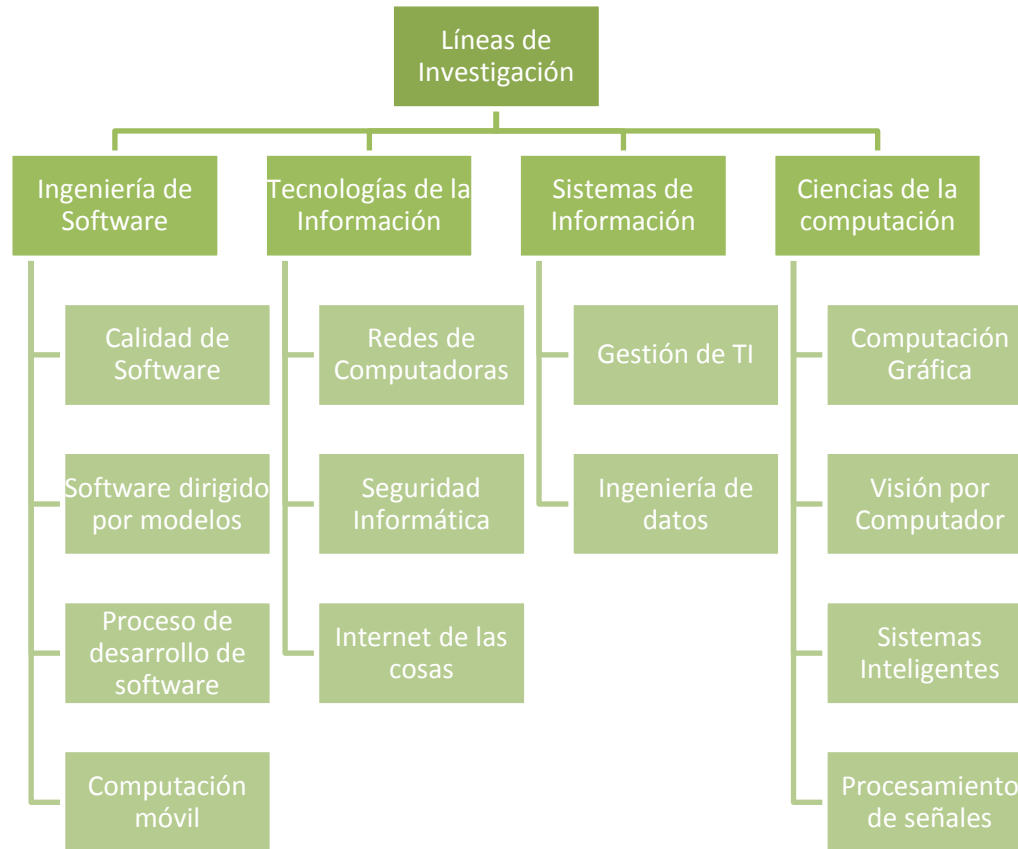 Líneas de
Investigación
Ingeniería de
Software
Calidad de
Software
Software dirigido
por modelos
Proceso de
desarrollo de
software
Computación
móvil
Tecnologías de la
Información
Redes de
Computadoras
Seguridad
Informática
Internet de las
cosas
Sistemas de
Información
Gestión de TI
Ingeniería de
datos
Ciencias de la
computación
Computación
Gráfica
Visión por
Computador
Sistemas
Inteligentes
Procesamiento
de señales